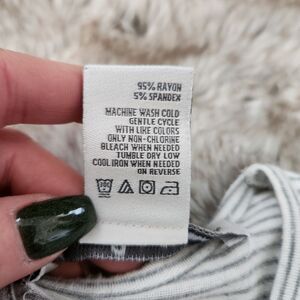 95% RAYON
5% SPANDEX
MACHINE WASH COLD
GENTLE CYCLE
WITH LIKE COLORS
ONLY NON-CHLORINE
BLEACH WHEN NEEDED
TUMBLE DRY LOW
COOL IRON WHEN NEEDED
ON REVERSE